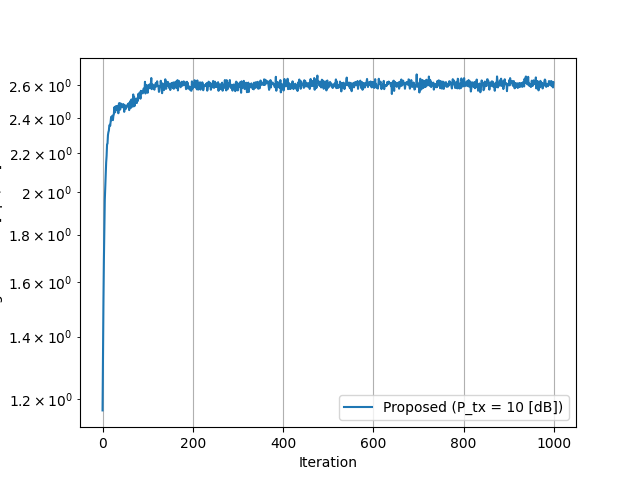 2.6 × 10⁰
2.4 × 10⁰
2.2 × 10⁰
2 × 10⁰
1.8 × 10⁰
1.6 × 10⁰
1.4 × 10⁰
1.2 × 10⁰
Proposed (P_tx = 10 [dB])
0 200 400 600 800 1000
Iteration